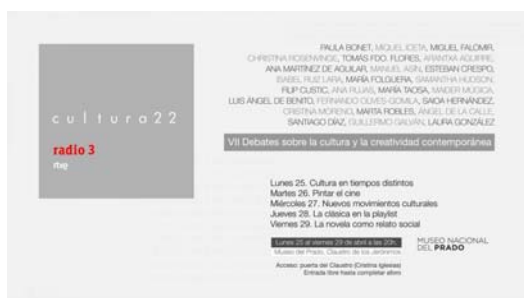 PAULA BONET, MIQUEL ICETA, MIGUEL FALOMIR,
CHRISTINA ROSENVINGE, TOMÁS FDO. FLORES, ARANTXA AGUIRRE,
ANA MARTÍNEZ DE AGUILAR, MANUEL ASÍN, ESTEBAN CRESPO,
ISABEL RUIZ LARA, MARÍA FOLGUERA, SAMANTHA HUDSON,
FILIP CUSTIC, ANA RUJAS, MARÍA TAOSA, MAIDER MÚGICA,
LUIS ÁNGEL DE BENITO, FERNANDO OLIVES-GOMILA, SAIOA HERNÁNDEZ,
CRISTINA MORENO, MARTA ROBLES, ÁNGEL DE LA CALLE,
SANTIAGO DÍAZ, GUILLERMO GALVÁN, LAURA GONZÁLEZ
cultura22
radio 3
rtve
VII Debates sobre la cultura y la creatividad contemporánea
Lunes 25. Cultura en tiempos distintos
Martes 26. Pintar el cine
Miércoles 27. Nuevos movimientos culturales
Jueves 28. La clásica en la playlist
Viernes 29. La novela como relato social
Lunes 25 al viernes 29 de abril a las 20h.
Museo del Prado, Claustro de los Jerónimos
Acceso: puerta del Claustro (Cristina Iglesias)
Entrada libre hasta completar aforo
MUSEO NACIONAL
DEL PRADO